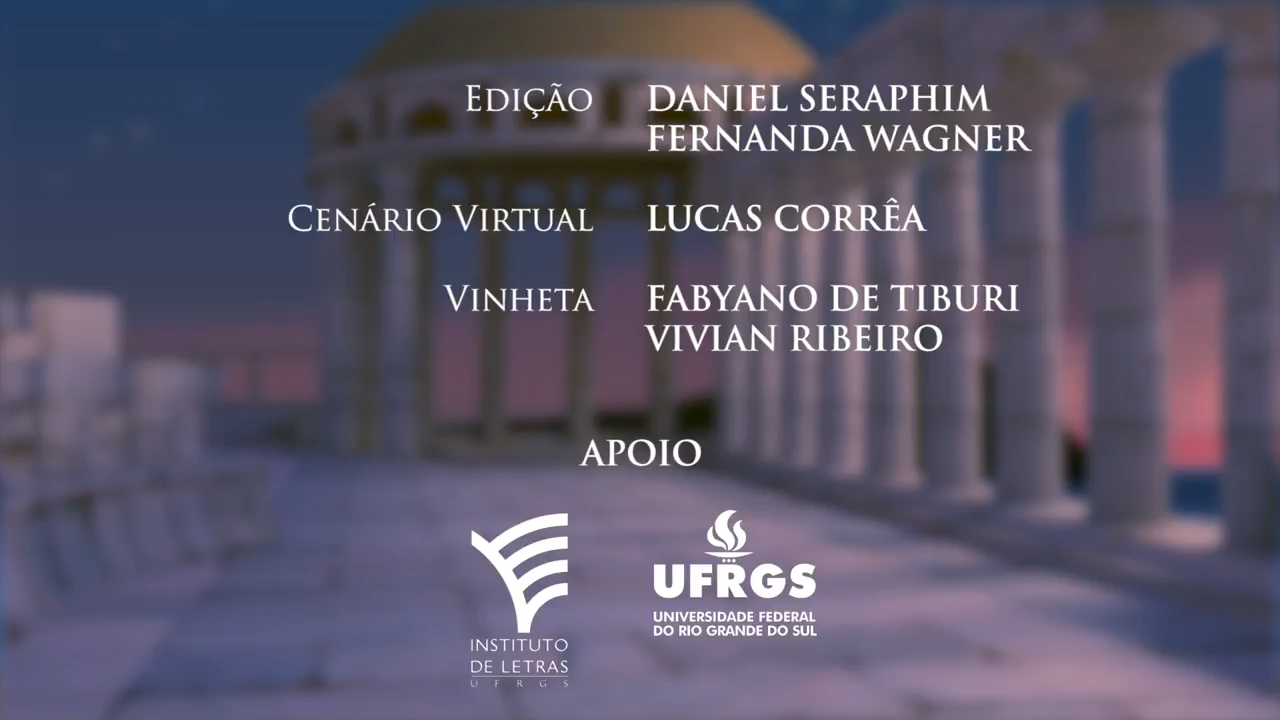 Edição DANIEL SERAPHIM
FERNANDA WAGNER
Cenário Virtual LUCAS CORRÊA
Vinheta FABYANO DE TIBURI
VIVIAN RIBEIRO
APOIO
INSTITUTO
DE LETRAS
UFRGS
UFRGS
UNIVERSIDADE FEDERAL
DO RIO GRANDE DO SUL